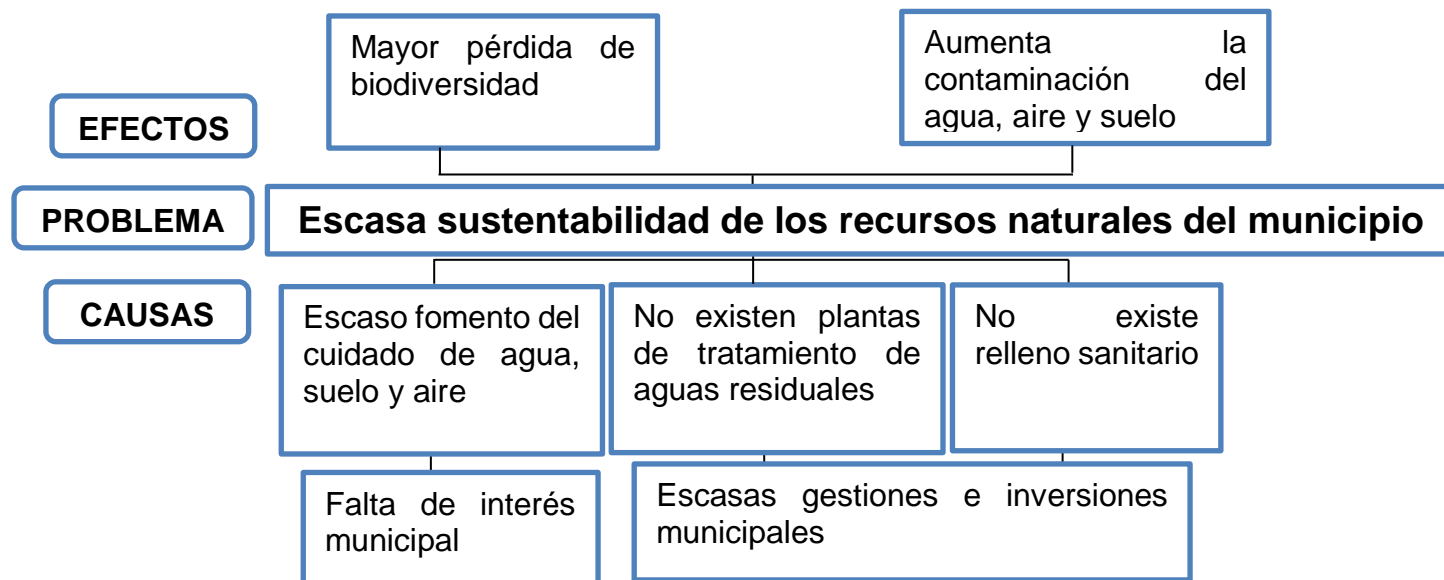 Mayor pérdida de
biodiversidad
Aumenta la
contaminación del
agua, aire y suelo
EFECTOS
PROBLEMA
Escasa sustentabilidad de los recursos naturales del municipio
CAUSAS
Escaso fomento del
cuidado de agua,
suelo y aire
No existen plantas
de tratamiento de
aguas residuales
No existe
relleno sanitario
Falta de interés
municipal
Escasas gestiones e inversiones
municipales